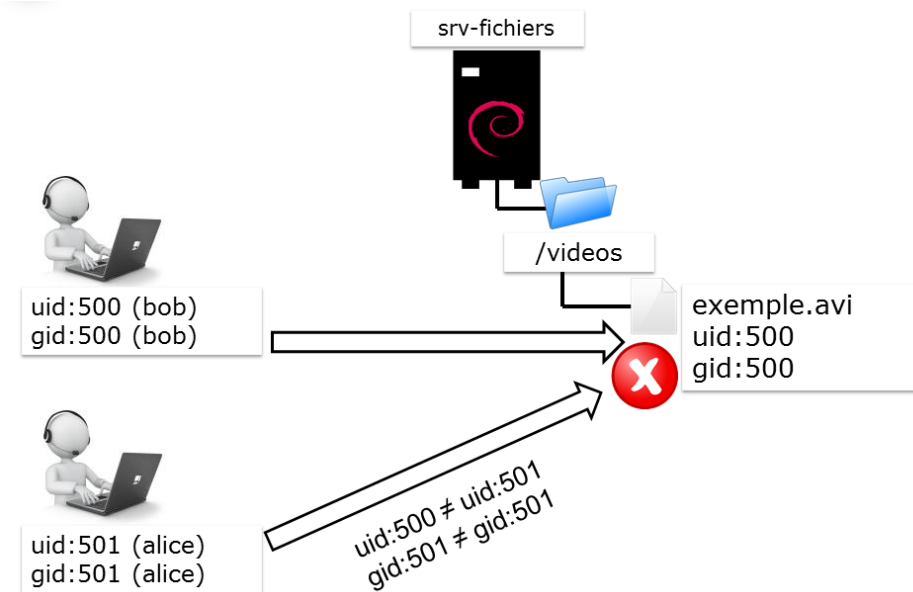 srv-fichiers
/videos
exemple.avi
uid:500
gid:500
uid:500 (bob)
gid:500 (bob)
uid:500 ≠ uid:501
gid:501 ≠ gid:501
uid:501 (alice)
gid:501 (alice)